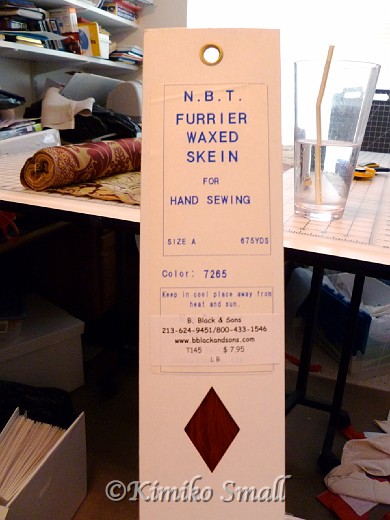 N.B.T.
FURRIER
WAXED
SKEIN
FOR
HAND SEWING
SIZE A 675YDS
Color: 7265
Keep in cool place away from
heat and sun.
B. Black & Sons
213-624-9451/800-433-1546
www.bblackandsons.com
T145 $ 7.95
LB
©Kimiko Small